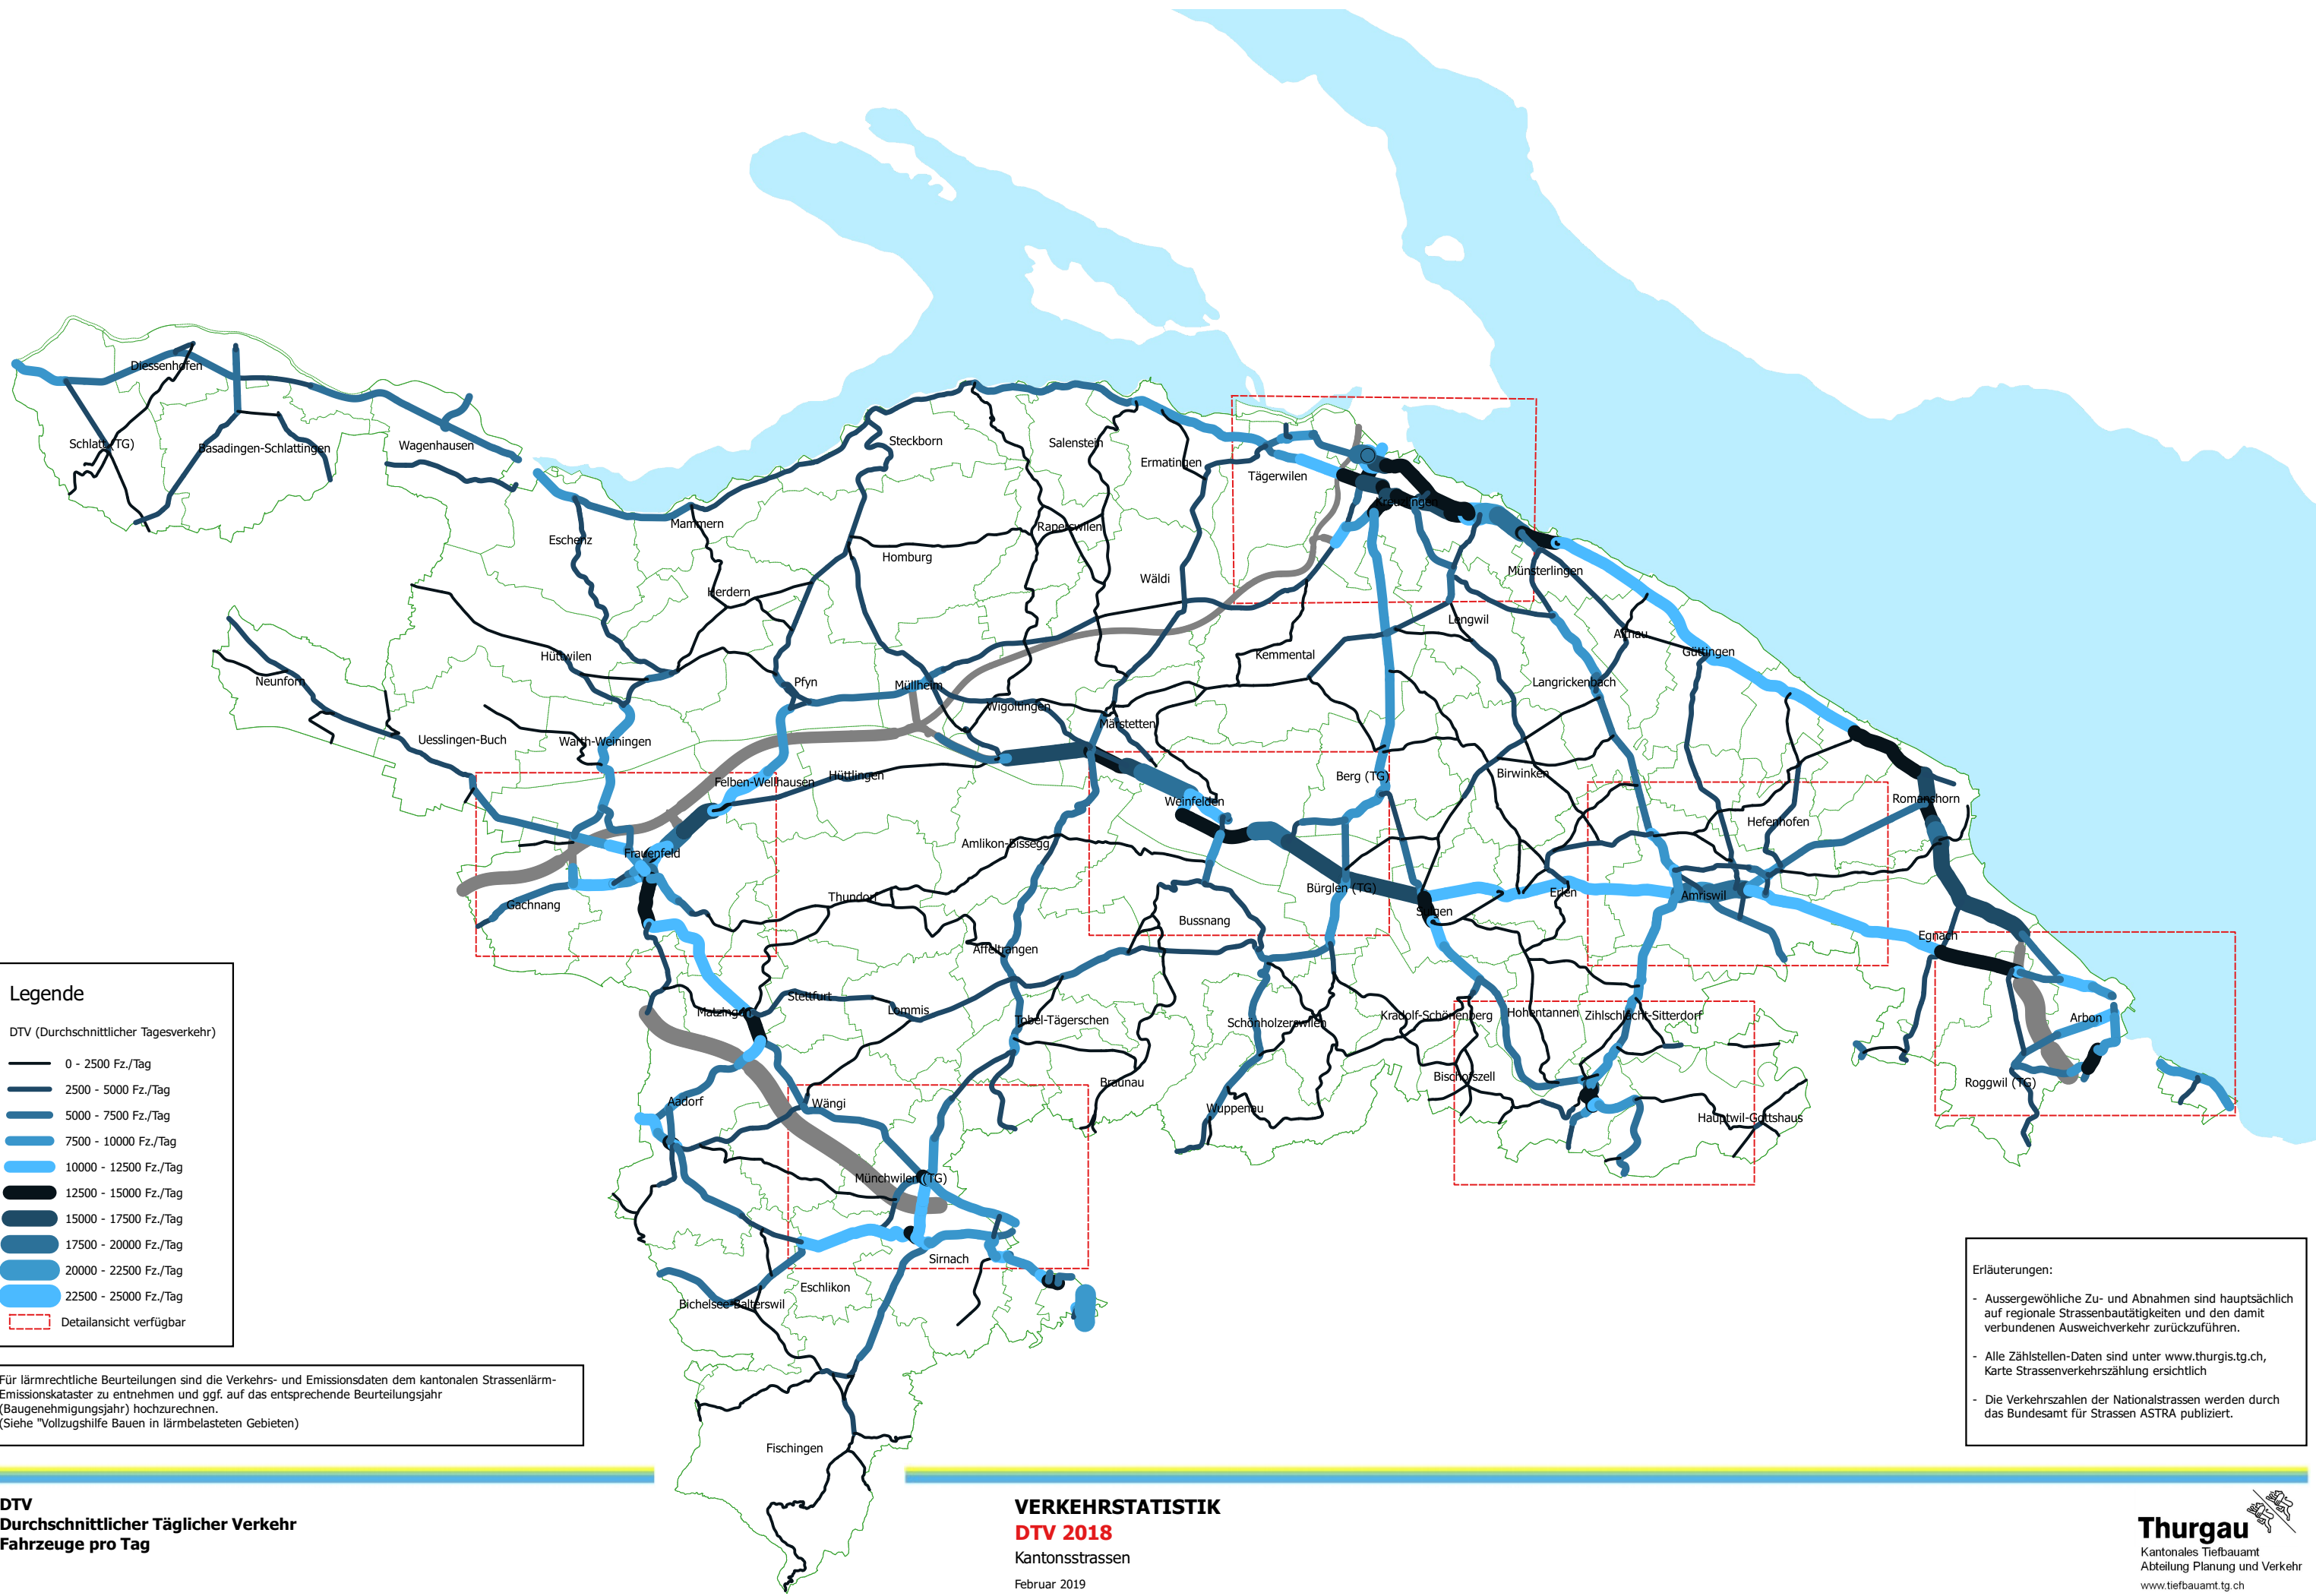 Diessenhofen
Schlatt (TG)
Basadingen-Schlattingen
Wagenhausen
Steckborn
Salenstein
Ermatingen
Tägerwilen
Kreuzlingen
Eschenz
Mammern
Homburg
Raperswilen
Wäldi
Münsterlingen
Herdern
Lengwil
Altnau
Güttingen
Hüttwilen
Kemmental
Neunforn
Pfyn
Müllheim
Langrickenbach
Wigoltingen
Märstetten
Uesslingen-Buch
Warth-Weiningen
Felben-Wellhausen
Hüttlingen
Berg (TG)
Birwinken
Weinfelden
Romanshorn
Hefenhofen
Frauenfeld
Amlikon-Bissegg
Gachnang
Thundorf
Bürglen (TG)
Erlen
Amriswil
Sulgen
Bussnang
Affeltrangen
Egnach
Stettfurt
Matzingen
Lommis
Tobel-Tägerschen
Schönholzerswilen
Kradolf-Schönenberg
Hohentannen
Zihlschlacht-Sitterdorf
Arbon
Braunau
Bischofszell
Roggwil (TG)
Aadorf
Wängi
Wuppenau
Hauptwil-Gottshaus
Münchwilen (TG)
Sirnach
Eschlikon
Bichelsee-Balterswil
Fischingen
Legende
DTV (Durchschnittlicher Tagesverkehr)
0 - 2500 Fz./Tag
2500 - 5000 Fz./Tag
5000 - 7500 Fz./Tag
7500 - 10000 Fz./Tag
10000 - 12500 Fz./Tag
12500 - 15000 Fz./Tag
15000 - 17500 Fz./Tag
17500 - 20000 Fz./Tag
20000 - 22500 Fz./Tag
22500 - 25000 Fz./Tag
Detailansicht verfügbar
Für lärmrechtliche Beurteilungen sind die Verkehrs- und Emissionsdaten dem kantonalen Strassenlärm-
Emissionskataster zu entnehmen und ggf. auf das entsprechende Beurteilungsjahr
(Baugenehmigungsjahr) hochzurechnen.
(Siehe "Vollzugshilfe Bauen in lärmbelasteten Gebieten)
Erläuterungen:
- Aussergewöhliche Zu- und Abnahmen sind hauptsächlich
auf regionale Strassenbautätigkeiten und den damit
verbundenen Ausweichverkehr zurückzuführen.
- Alle Zählstellen-Daten sind unter www.thurgis.tg.ch,
Karte Strassenverkehrszählung ersichtlich
- Die Verkehrszahlen der Nationalstrassen werden durch
das Bundesamt für Strassen ASTRA publiziert.
DTV
Durchschnittlicher Täglicher Verkehr
Fahrzeuge pro Tag
VERKEHRSTATISTIK
DTV 2018
Kantonsstrassen
Februar 2019
Thurgau
Kantonales Tiefbauamt
Abteilung Planung und Verkehr
www.tiefbauamt.tg.ch